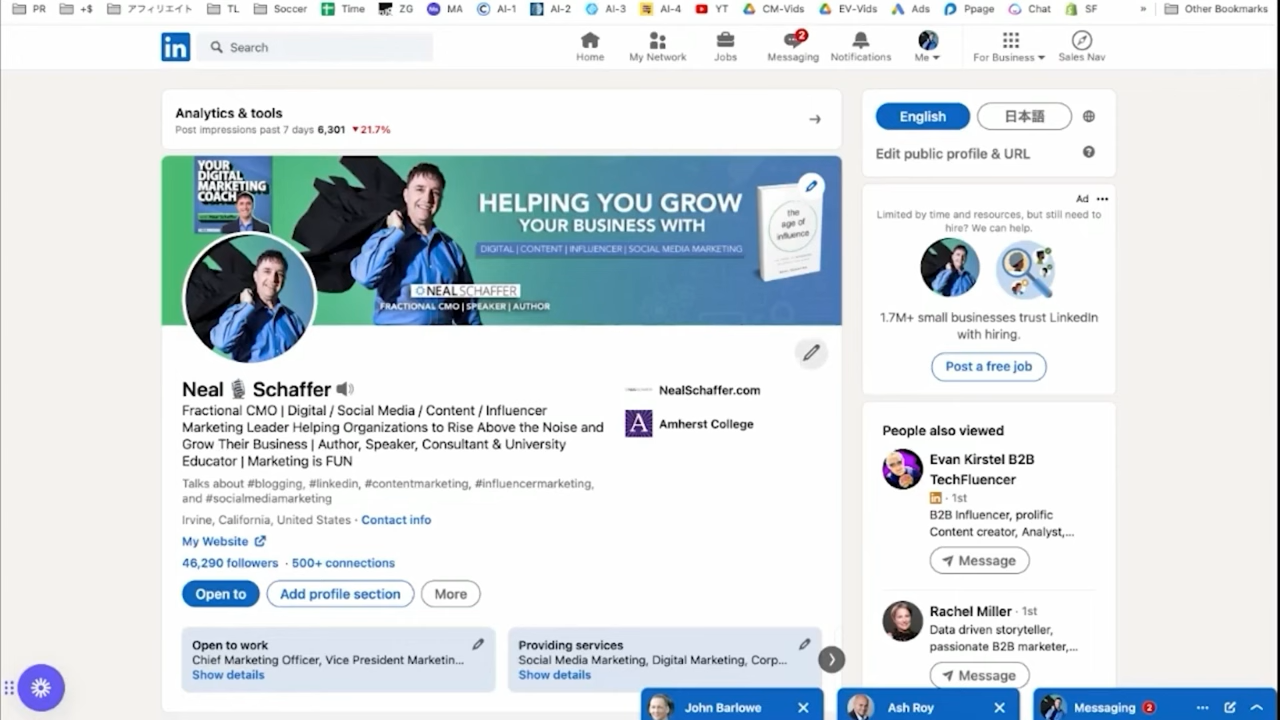 PR
+$
アフィリエイト
TL
Soccer
Time
ZG
MA
AI-1
AI-2
AI-3
AI-4
YT
CM-Vids
EV-Vids
Ads
Ppage
Chat
SF
»
Other Bookmarks
in
Search
Home
My Network
Jobs
2
Messaging
Notifications
Me
For Business
Sales Nav
Analytics & tools
Post impressions past 7 days 6,301 ▼21.7%
YOUR
DIGITAL
MARKETING
COACH
Neal Schaffer
HELPING YOU GROW
YOUR BUSINESS WITH
DIGITAL | CONTENT | INFLUENCER | SOCIAL MEDIA MARKETING
NEALSCHAFFER
FRACTIONAL CMO | SPEAKER | AUTHOR
the
age of
influence
Neal Schaffer
Fractional CMO | Digital / Social Media / Content / Influencer
Marketing Leader Helping Organizations to Rise Above the Noise and
Grow Their Business | Author, Speaker, Consultant & University
Educator | Marketing is FUN
Talks about #blogging, #linkedin, #contentmarketing, #influencermarketing,
and #socialmediamarketing
Irvine, California, United States · Contact info
My Website
46,290 followers · 500+ connections
Open to
Add profile section
More
NealSchaffer.com
A
Amherst College
Open to work
Chief Marketing Officer, Vice President Marketin...
Show details
Providing services
Social Media Marketing, Digital Marketing, Corp...
Show details
English
日本語
Edit public profile & URL
?
Ad
Limited by time and resources, but still need to
hire? We can help.
1.7M+ small businesses trust LinkedIn
with hiring.
Post a free job
People also viewed
Evan Kirstel B2B
TechFluencer
in · 1st
B2B Influencer, prolific
Content creator, Analyst,...
Message
Rachel Miller · 1st
Data driven storyteller,
passionate B2B marketer,...
Message
John Barlowe
Ash Roy
Messaging 2